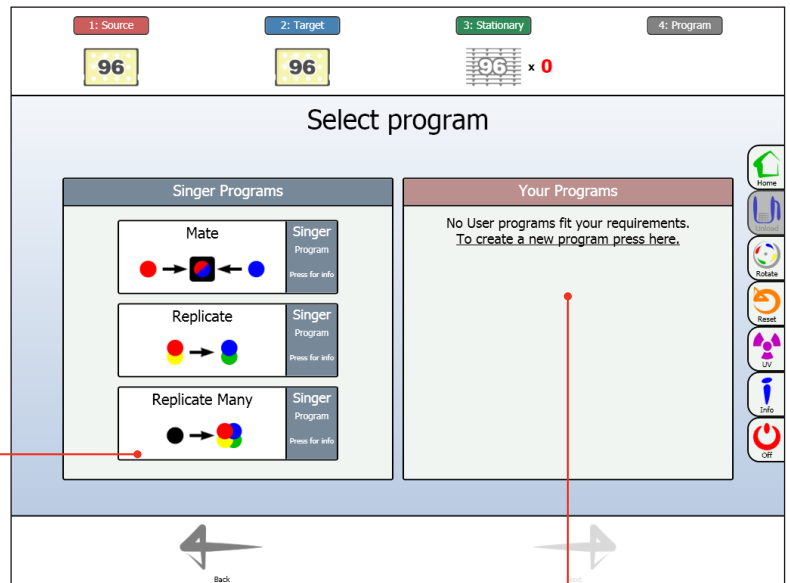 1: Source
2: Target
3: Stationary
4: Program
96
96
96 x 0
Select program
Singer Programs
Mate
Singer
Program
Press for info
Replicate
Singer
Program
Press for info
Replicate Many
Singer
Program
Press for info
Your Programs
No User programs fit your requirements.
To create a new program press here.
Home
Unload
Rotate
Reset
UV
Info
Off
Back
Next